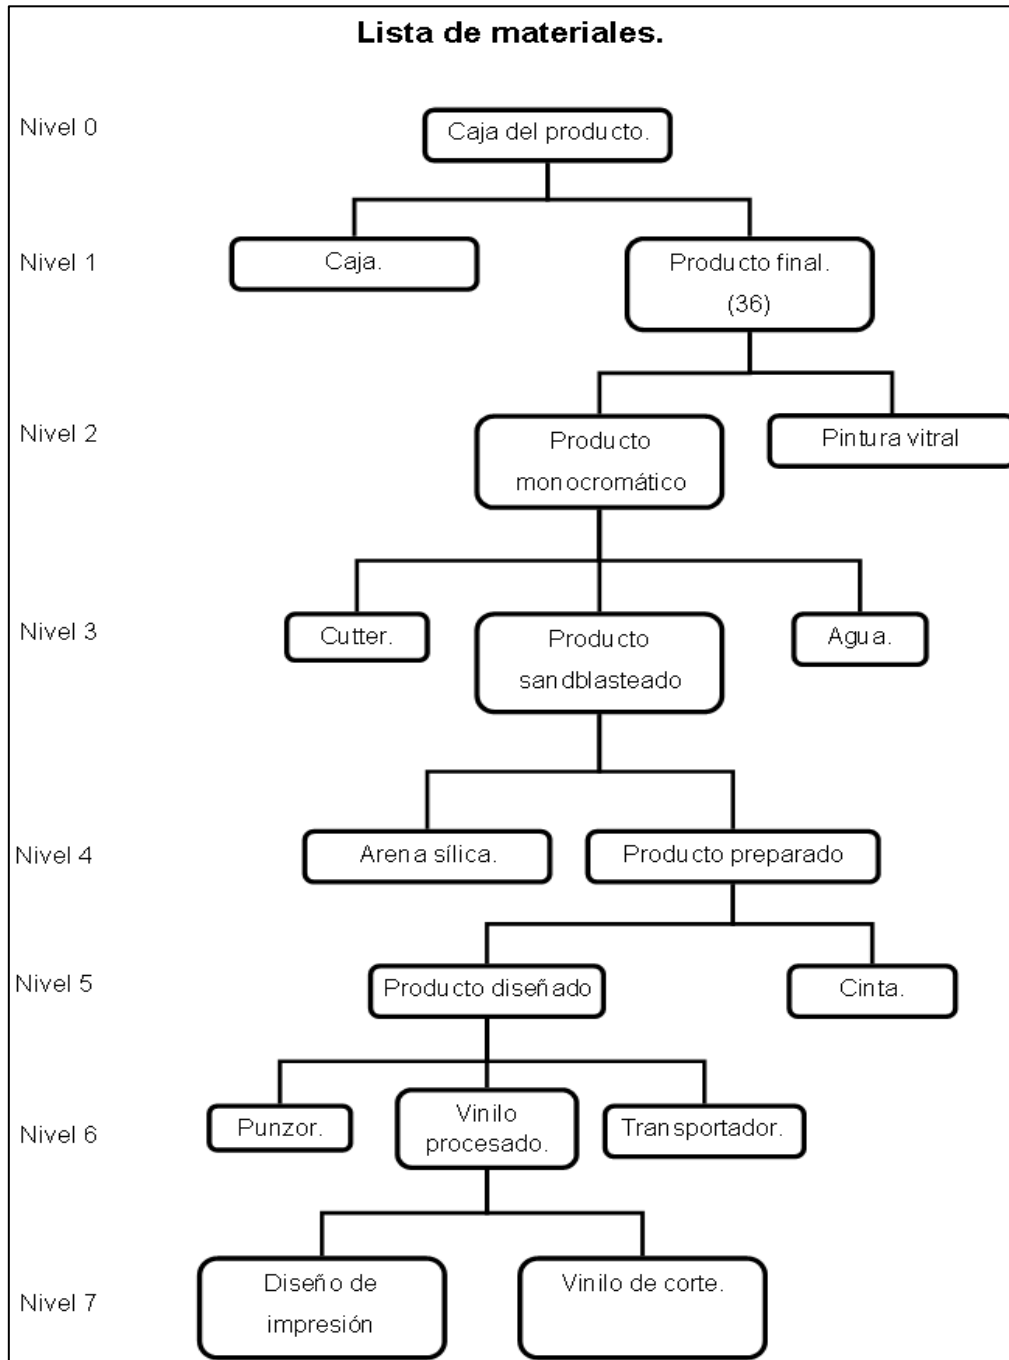 Lista de materiales.
Nivel 0
Caja del producto.
Nivel 1
Caja.
Producto final.
(36)
Nivel 2
Producto
monocromático
Pintura vitral
Nivel 3
Cutter.
Producto
sandblasteado
Agua.
Nivel 4
Arena sílica.
Producto preparado
Nivel 5
Producto diseñado
Cinta.
Nivel 6
Punzor.
Vinilo
procesado.
Transportador.
Nivel 7
Diseño de
impresión
Vinilo de corte.